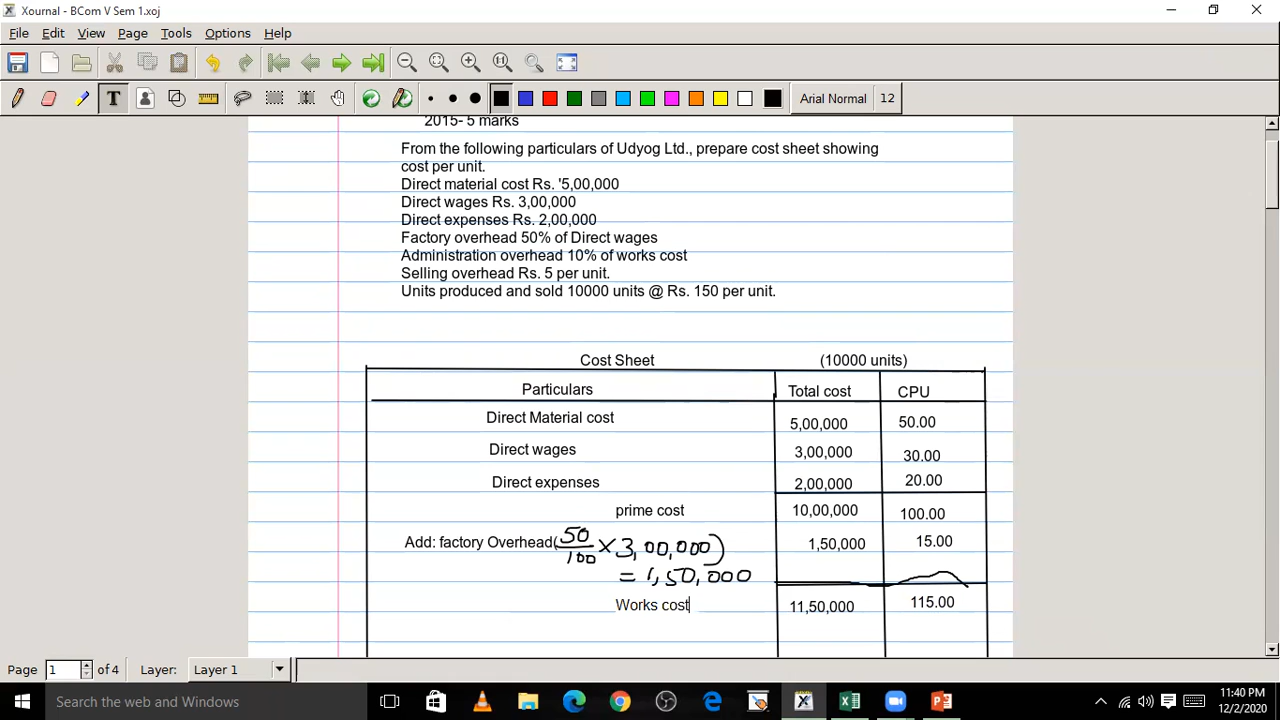 Xournal - BCom V Sem 1.xoj
File Edit View Page Tools Options Help
T Arial Normal 12
2015- 5 marks
From the following particulars of Udyog Ltd., prepare cost sheet showing
cost per unit.
Direct material cost Rs. '5,00,000
Direct wages Rs. 3,00,000
Direct expenses Rs. 2,00,000
Factory overhead 50% of Direct wages
Administration overhead 10% of works cost
Selling overhead Rs. 5 per unit.
Units produced and sold 10000 units @ Rs. 150 per unit.
Cost Sheet (10000 units)
Particulars Total cost CPU
Direct Material cost 5,00,000 50.00
Direct wages 3,00,000 30.00
Direct expenses 2,00,000 20.00
prime cost 10,00,000 100.00
Add: factory Overhead(50/100 × 3,00,000) 1,50,000 15.00
= 1,50,000
Works cost 11,50,000 115.00
Page 1 of 4 Layer: Layer 1
Search the web and Windows
11:40 PM
12/2/2020